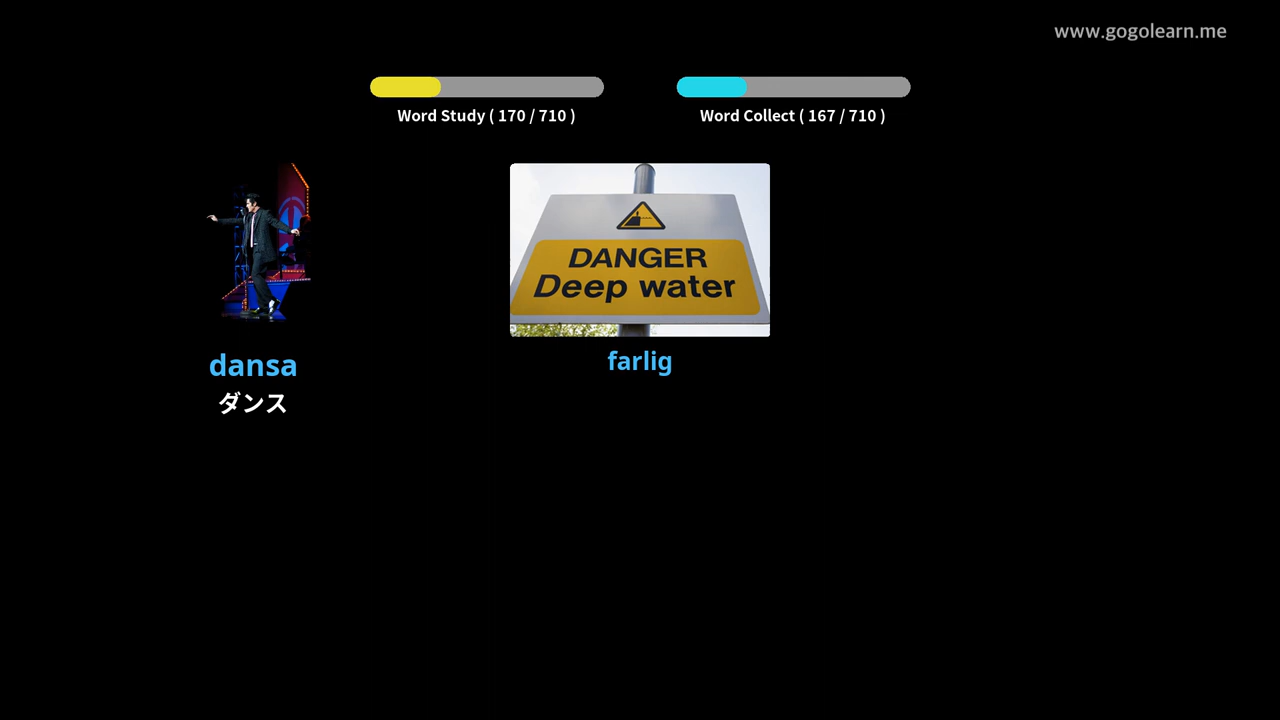 www.gogolearn.me
Word Study ( 170 / 710 )
Word Collect ( 167 / 710 )
DANGER
Deep water
dansa
farlig
ダンス